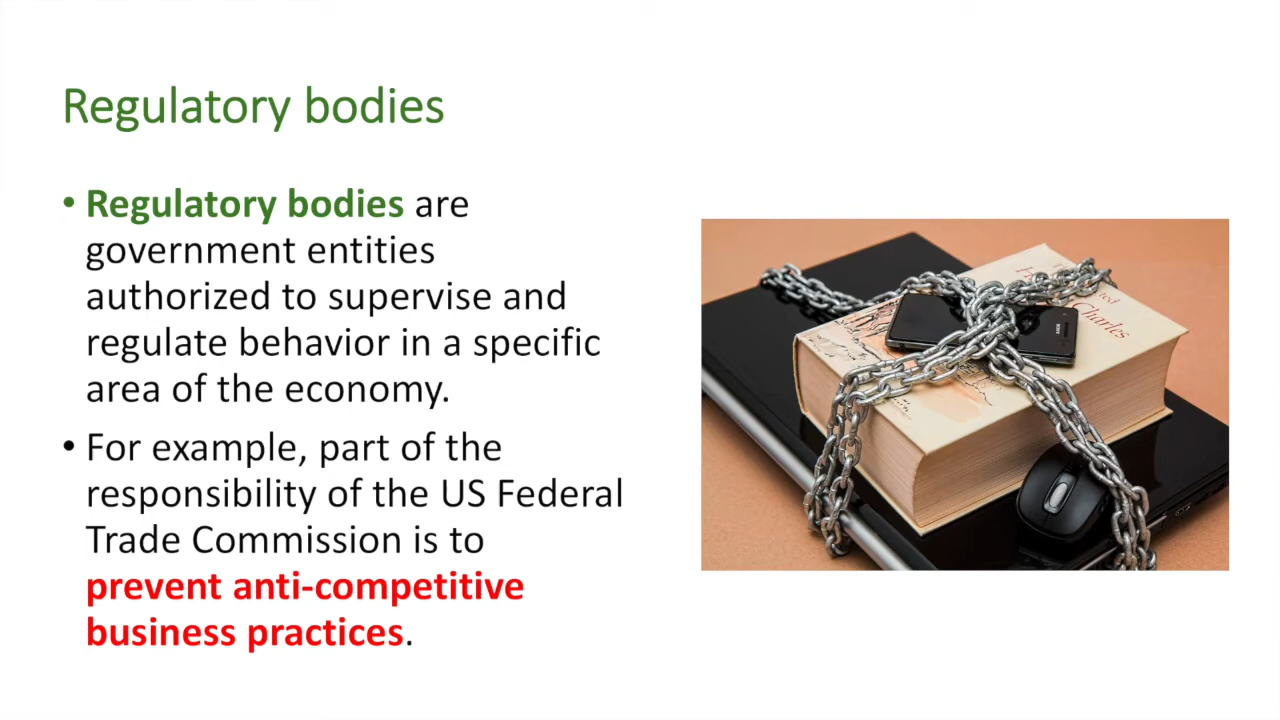 Regulatory bodies
• Regulatory bodies are
government entities
authorized to supervise and
regulate behavior in a specific
area of the economy.
• For example, part of the
responsibility of the US Federal
Trade Commission is to
prevent anti-competitive
business practices.
Charles